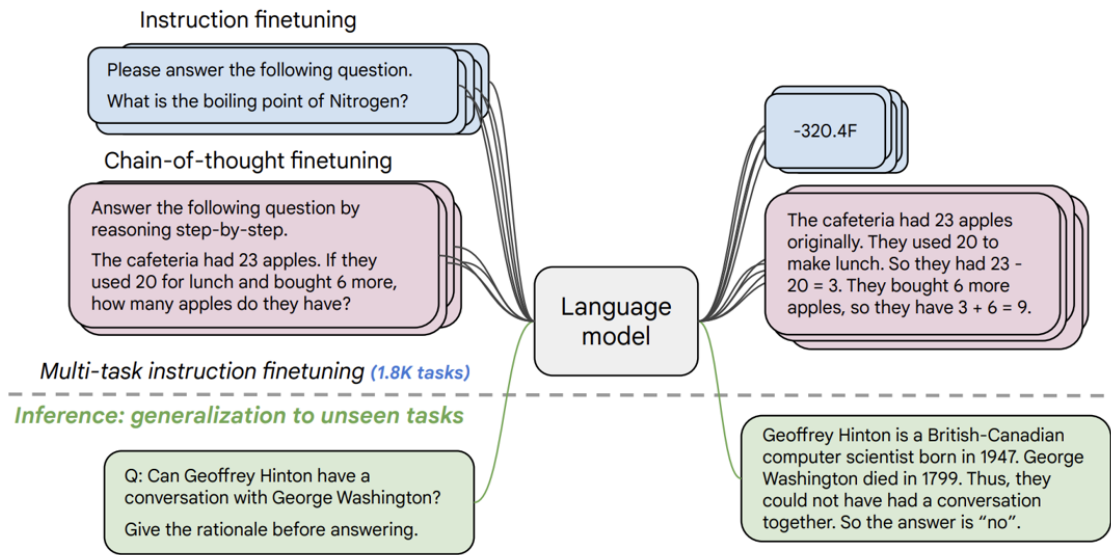 Instruction finetuning
Please answer the following question.
What is the boiling point of Nitrogen?
-320.4F
Chain-of-thought finetuning
Answer the following question by
reasoning step-by-step.
The cafeteria had 23 apples. If they
used 20 for lunch and bought 6 more,
how many apples do they have?
Language
model
The cafeteria had 23 apples
originally. They used 20 to
make lunch. So they had 23 -
20 = 3. They bought 6 more
apples, so they have 3 + 6 = 9.
Multi-task instruction finetuning (1.8K tasks)
Inference: generalization to unseen tasks
Q: Can Geoffrey Hinton have a
conversation with George Washington?
Give the rationale before answering.
Geoffrey Hinton is a British-Canadian
computer scientist born in 1947. George
Washington died in 1799. Thus, they
could not have had a conversation
together. So the answer is “no”.